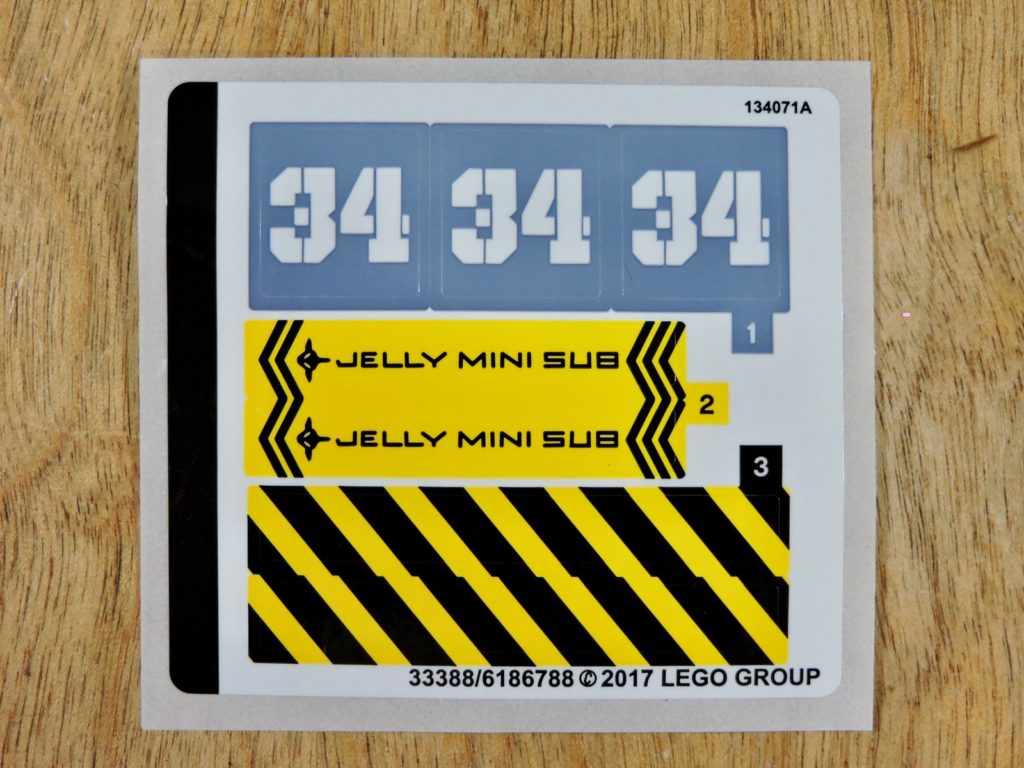 134071A
34 34 34
1
JELLY MINI SUB
2
JELLY MINI SUB
3
33388/6186788 © 2017 LEGO GROUP